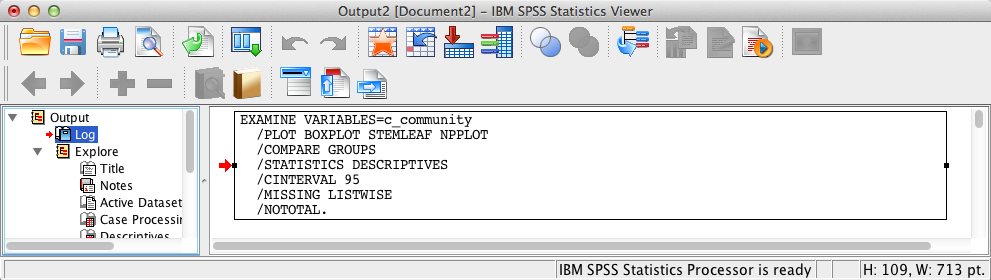 Output2 [Document2] – IBM SPSS Statistics Viewer
Output
Log
Explore
Title
Notes
Active Dataset
Case Processin
Descriptives
EXAMINE VARIABLES=c_community
/PLOT BOXPLOT STEMLEAF NPPLOT
/COMPARE GROUPS
/STATISTICS DESCRIPTIVES
/CINTERVAL 95
/MISSING LISTWISE
/NOTOTAL.
IBM SPSS Statistics Processor is ready
H: 109, W: 713 pt.